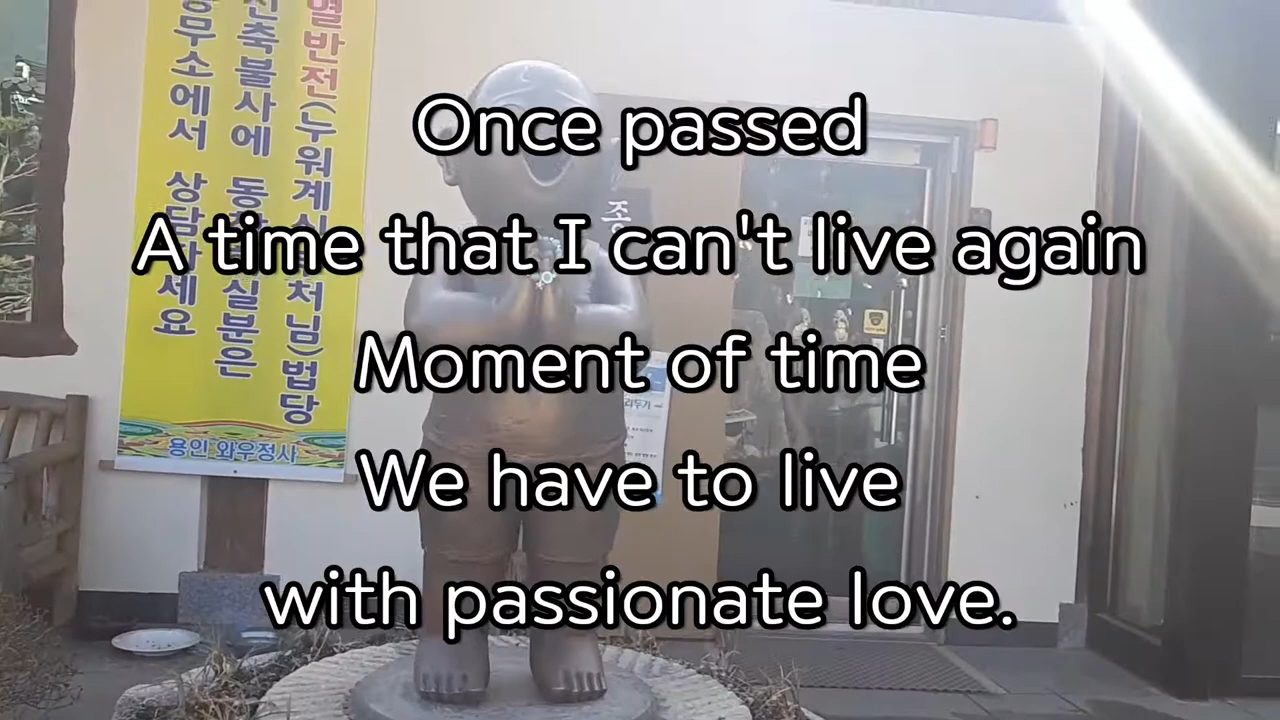 Once passed
A time that I can't live again
Moment of time
We have to live
with passionate love.
열반전(누워계신부처님)법당
신축불사에 동참하실분은
종무소에서 상담하세요
용인 와우정사
종